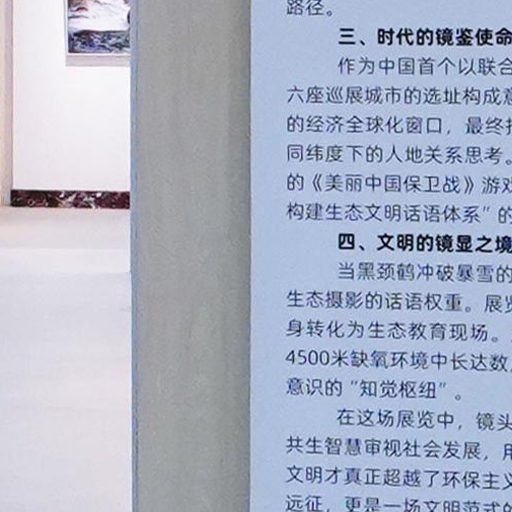 路径。
三、时代的镜鉴使命
作为中国首个以联合
六座巡展城市的选址构成意
的经济全球化窗口，最终把
同纬度下的人地关系思考。
的《美丽中国保卫战》游戏
构建生态文明话语体系”的
四、文明的镜显之境
当黑颈鹤冲破暴雪的
生态摄影的话语权重。展览
身转化为生态教育现场。
4500米缺氧环境中长达数
意识的“知觉枢纽”。
在这场展览中，镜头
共生智慧审视社会发展，用
文明才真正超越了环保主义
远征，更是一场文明范式的